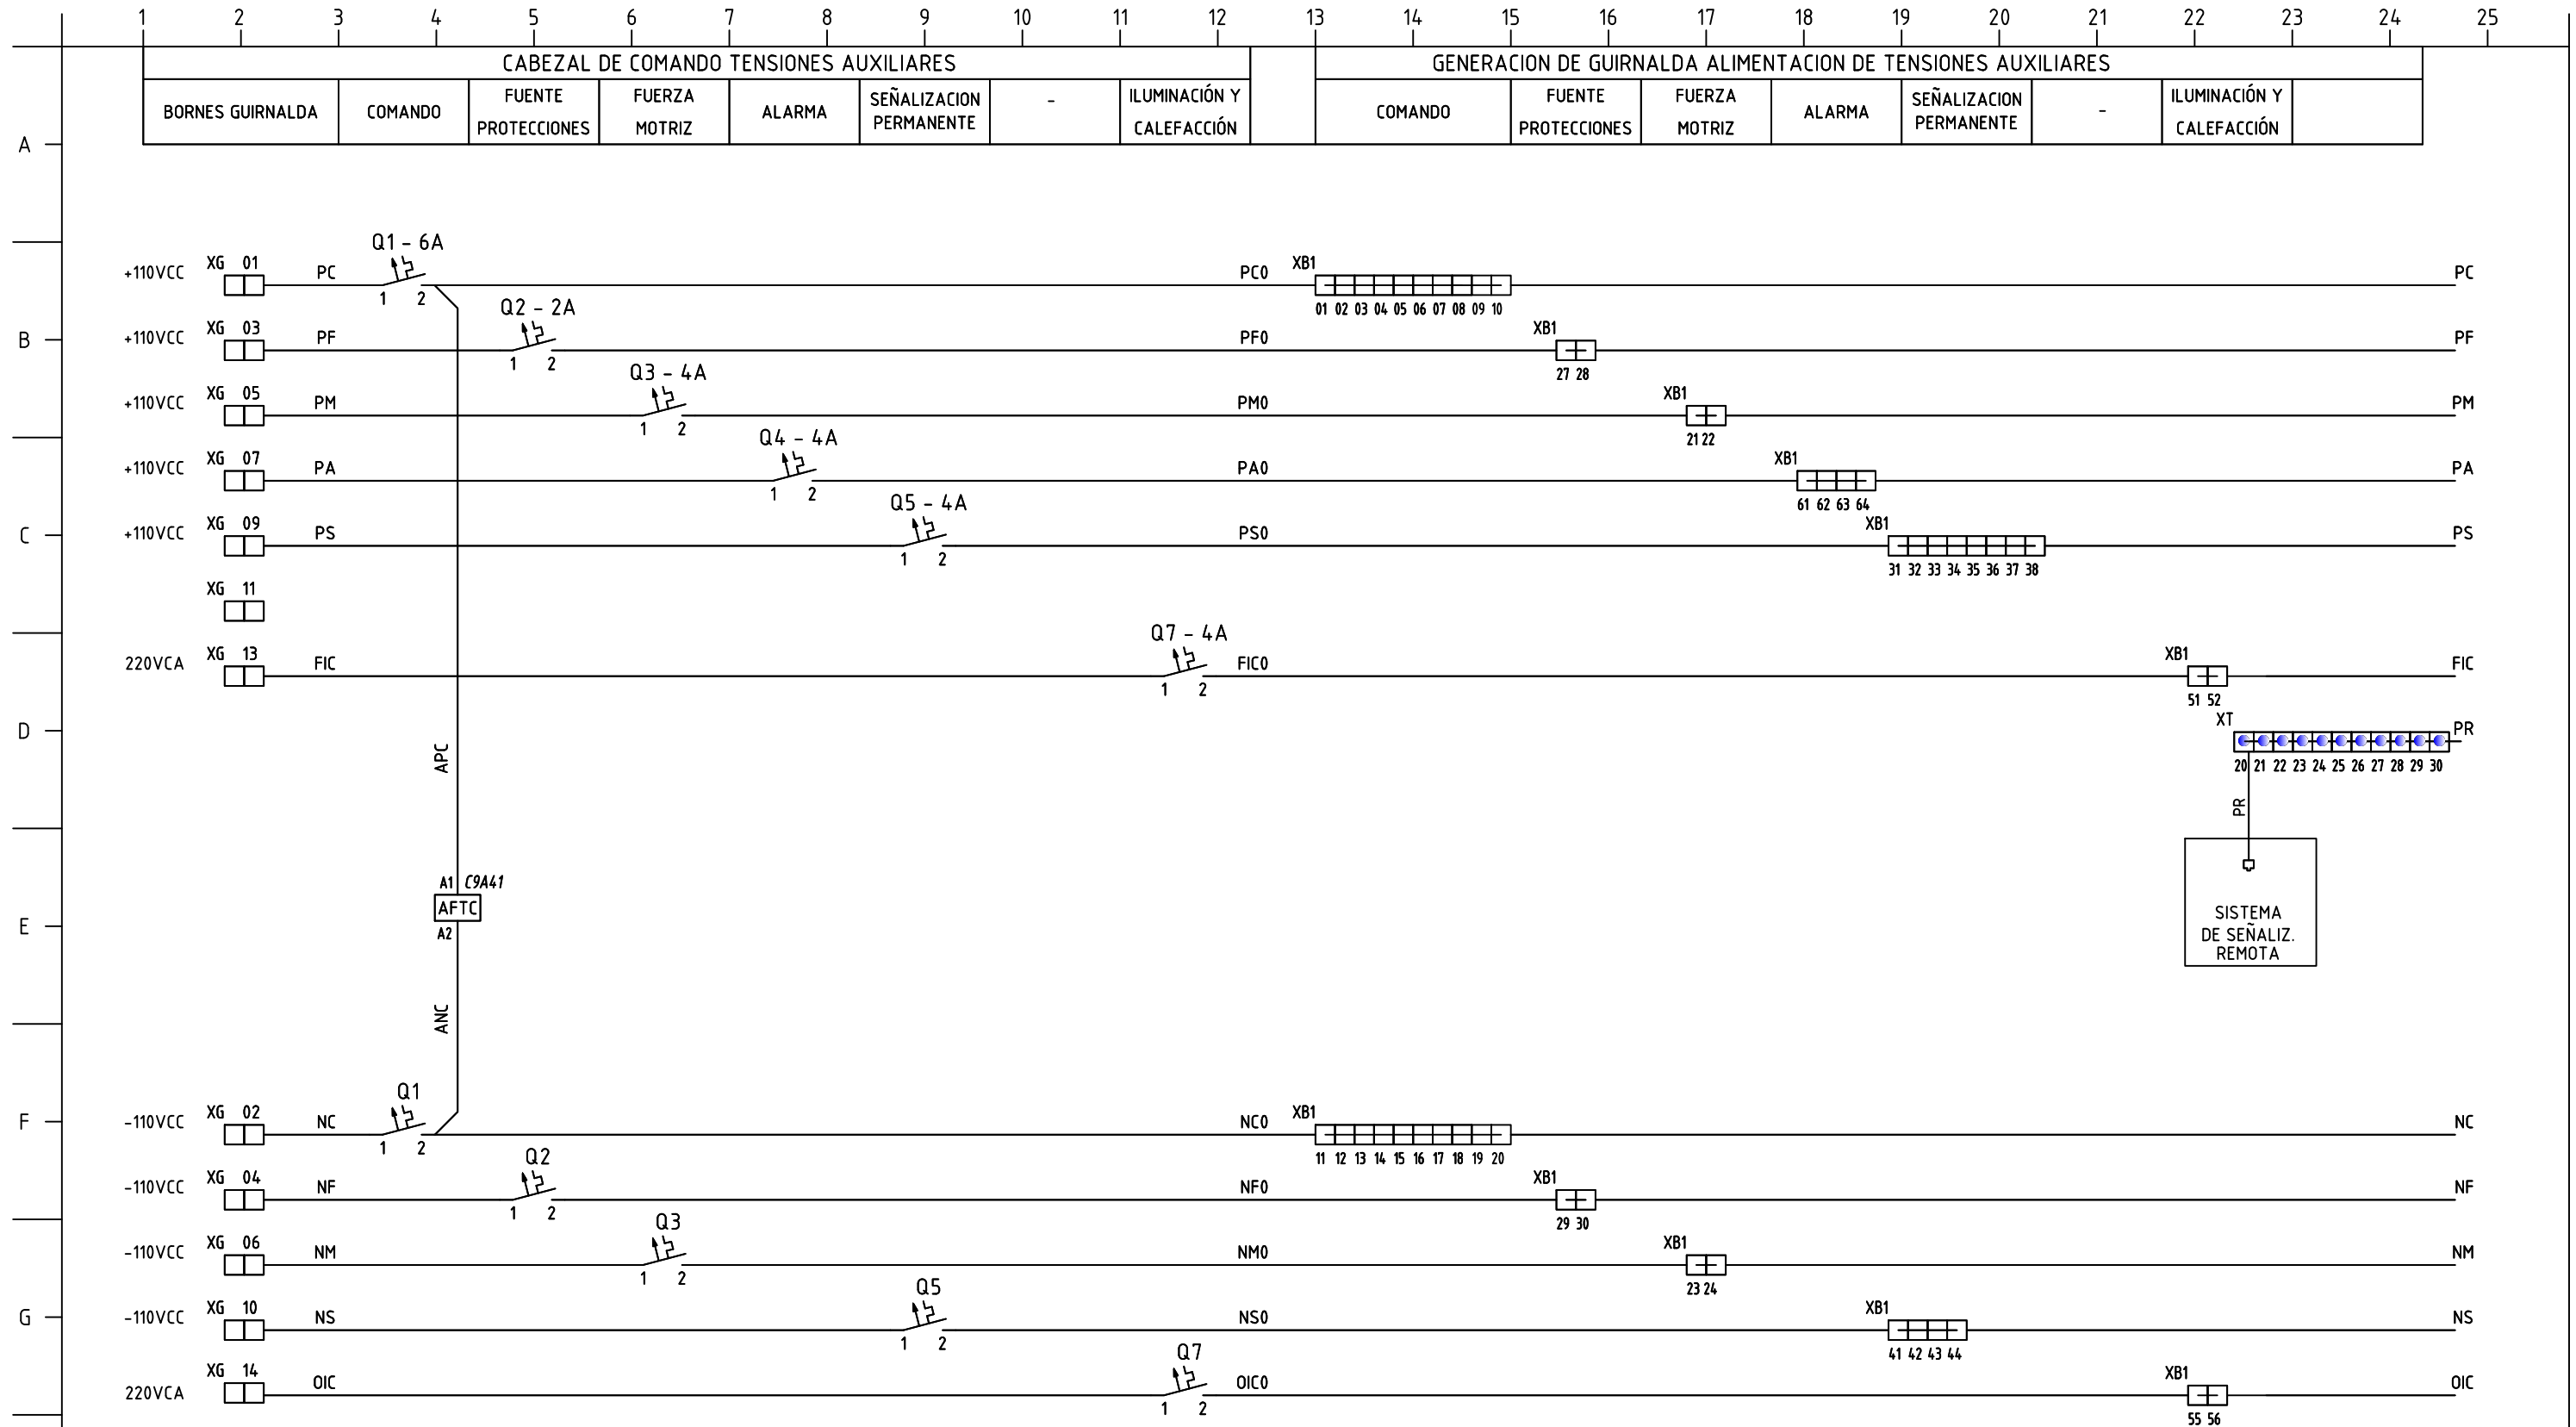 1 2 3 4 5 6 7 8 9 10 11 12 13 14 15 16 17 18 19 20 21 22 23 24 25
CABEZAL DE COMANDO TENSIONES AUXILIARES
GENERACION DE GUIRNALDA ALIMENTACION DE TENSIONES AUXILIARES
BORNES GUIRNALDA
COMANDO
FUENTE
PROTECCIONES
FUERZA
MOTRIZ
ALARMA
SEÑALIZACION
PERMANENTE
-
ILUMINACIÓN Y
CALEFACCIÓN
COMANDO
FUENTE
PROTECCIONES
FUERZA
MOTRIZ
ALARMA
SEÑALIZACION
PERMANENTE
-
ILUMINACIÓN Y
CALEFACCIÓN
A
Q1 - 6A
+110VCC XG 01 PC PC0 XB1 PC
1 2
01 02 03 04 05 06 07 08 09 10
Q2 - 2A
B
+110VCC XG 03 PF PF0 XB1 PF
1 2
27 28
Q3 - 4A
+110VCC XG 05 PM PM0 XB1 PM
1 2
21 22
Q4 - 4A
+110VCC XG 07 PA PA0 XB1 PA
1 2
61 62 63 64
Q5 - 4A
C
+110VCC XG 09 PS PS0 XB1 PS
1 2
31 32 33 34 35 36 37 38
XG 11
Q7 - 4A
220VCA XG 13 FIC FIC0 XB1 FIC
1 2
51 52
D
XT PR
20 21 22 23 24 25 26 27 28 29 30
APC
PR
A1 C9A41
AFTC
A2
E
SISTEMA
DE SEÑALIZ.
REMOTA
ANC
Q1
F
-110VCC XG 02 NC NC0 XB1 NC
1 2
11 12 13 14 15 16 17 18 19 20
Q2
-110VCC XG 04 NF NF0 XB1 NF
1 2
29 30
Q3
-110VCC XG 06 NM NM0 XB1 NM
1 2
23 24
Q5
G
-110VCC XG 10 NS NS0 XB1 NS
1 2
41 42 43 44
Q7
220VCA XG 14 OIC OIC0 XB1 OIC
1 2
55 56